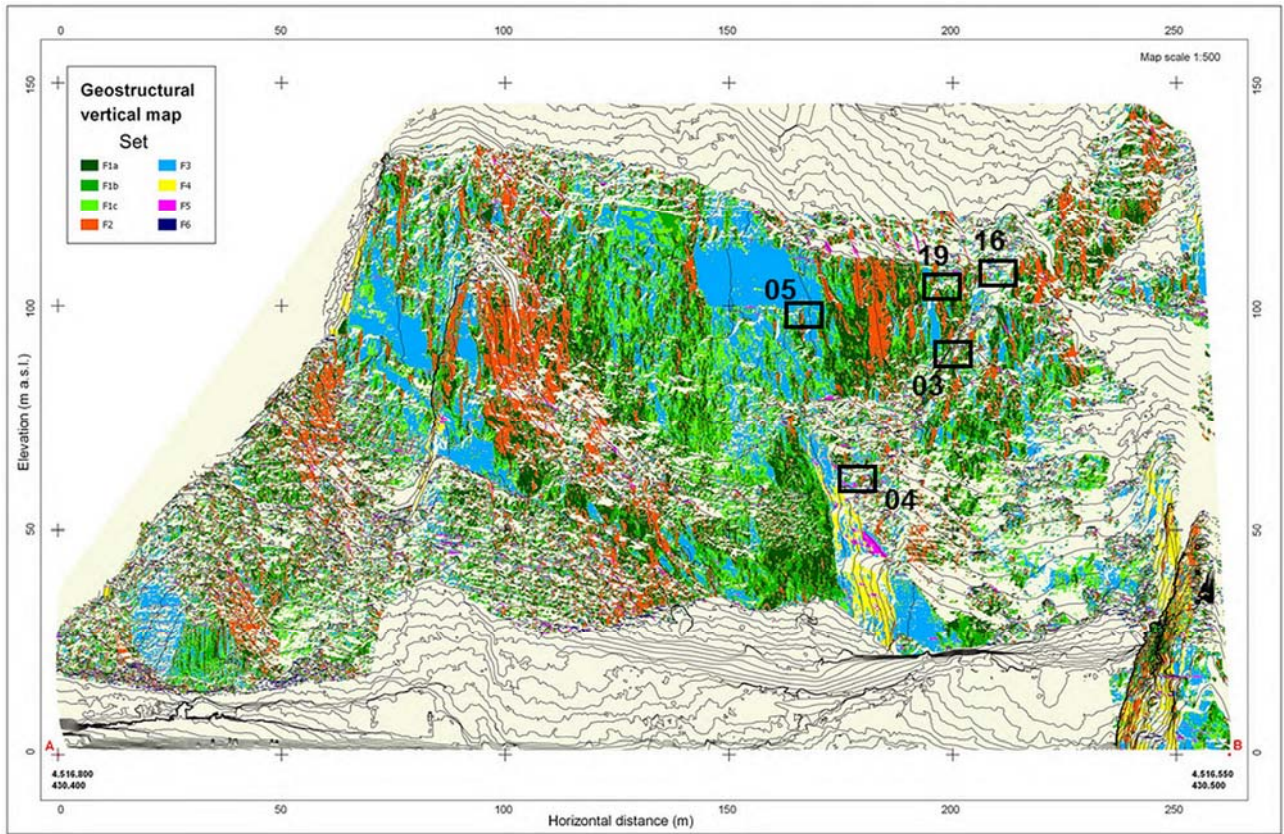 0 50 100 150 200 250
Map scale 1:500
150 150
Geostructural
vertical map
Set
F1a F3
F1b F4
F1c F5
F2 F6
16
19
05
100 100
03
Elevation (m a.s.l.)
04
50 50
0 A B 0
4.516.800 4.516.550
430.400 430.500
0 50 100 150 200 250
Horizontal distance (m)